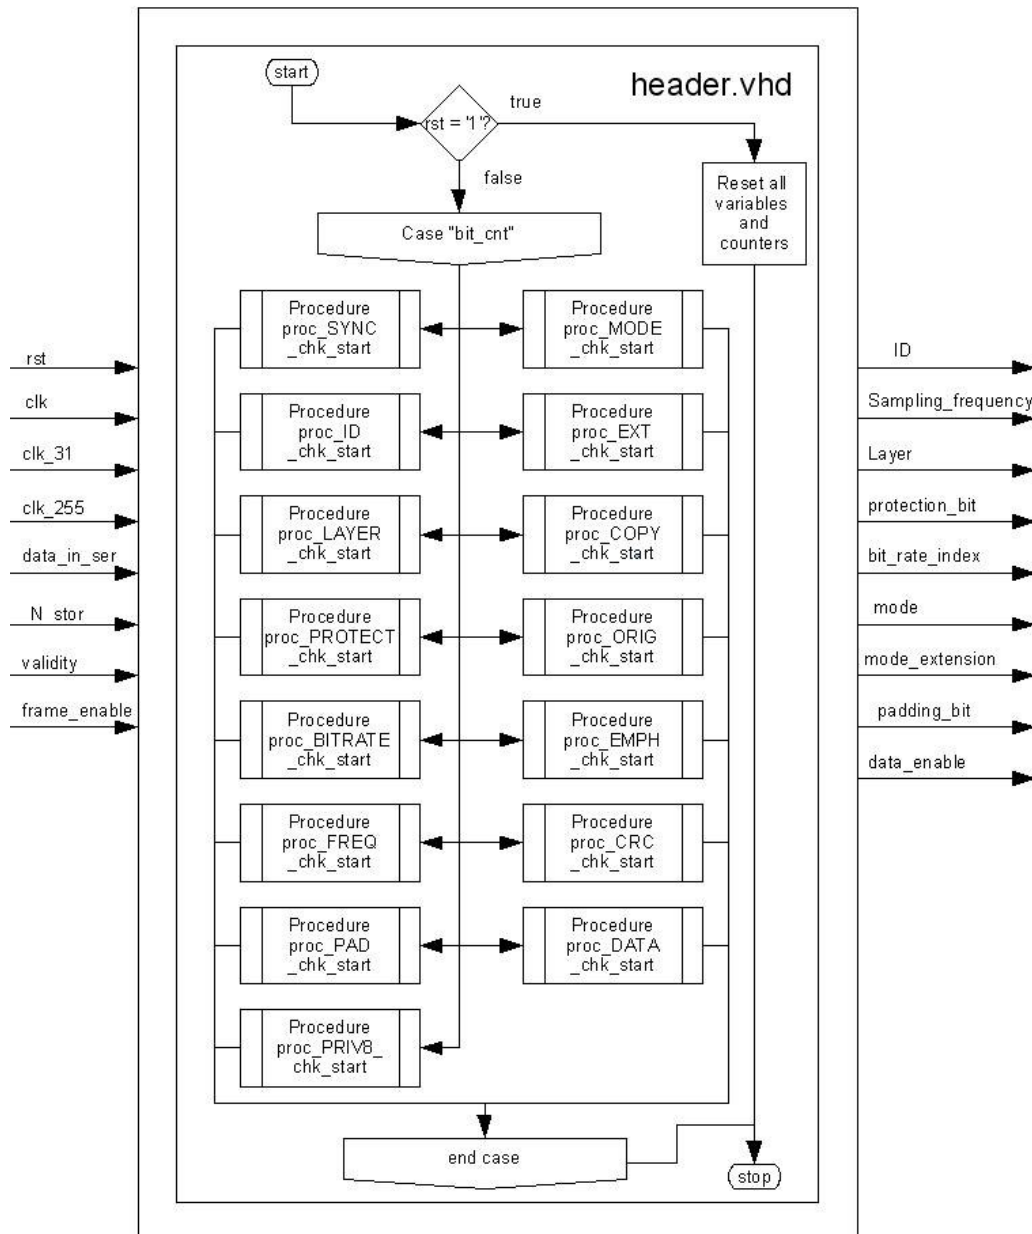 start
header.vhd
true
rst = '1'?
false
Reset all
variables
and
counters
Case "bit_cnt"
Procedure
proc_SYNC
_chk_start
Procedure
proc_MODE
_chk_start
Procedure
proc_ID
_chk_start
Procedure
proc_EXT
_chk_start
Procedure
proc_LAYER
_chk_start
Procedure
proc_COPY
_chk_start
Procedure
proc_PROTECT
_chk_start
Procedure
proc_ORIG
_chk_start
Procedure
proc_BITRATE
_chk_start
Procedure
proc_EMPH
_chk_start
Procedure
proc_FREQ
_chk_start
Procedure
proc_CRC
_chk_start
Procedure
proc_PAD
_chk_start
Procedure
proc_DATA
_chk_start
Procedure
proc_PRIV8_
chk_start
end case
stop
rst
clk
clk_31
clk_255
data_in_ser
N_stor
validity
frame_enable
ID
Sampling_frequency
Layer
protection_bit
bit_rate_index
mode
mode_extension
padding_bit
data_enable